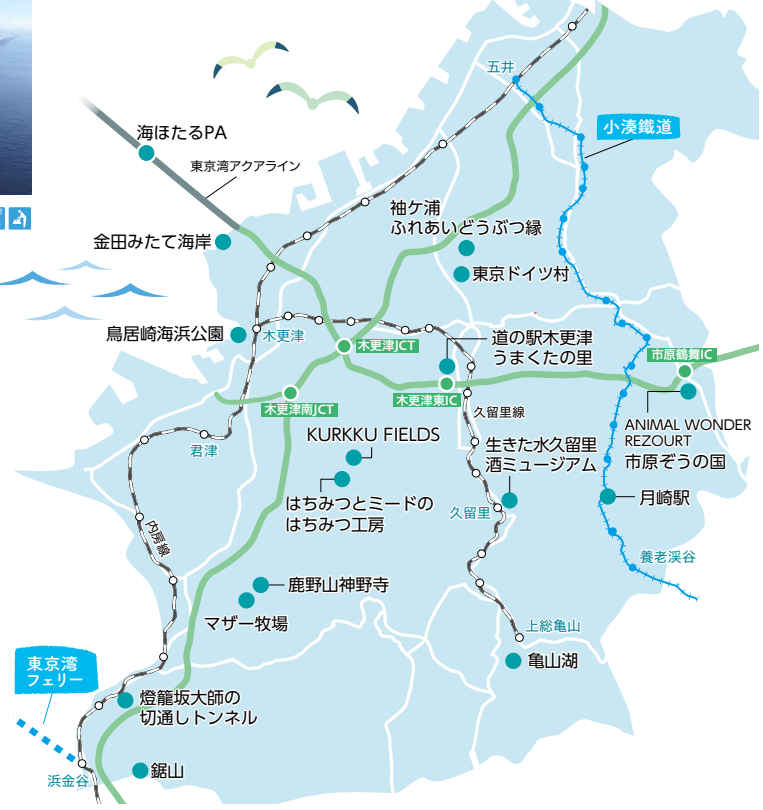 五井
小湊鐵道
海ほたるPA
東京湾アクアライン
袖ケ浦
ふれあいどうぶつ縁
金田みたて海岸
東京ドイツ村
鳥居崎海浜公園
木更津
木更津JCT
道の駅木更津
うまくたの里
市原鶴舞IC
木更津東IC
木更津南JCT
久留里線
ANIMAL WONDER
REZOURT
市原ぞうの国
KURKKU FIELDS
君津
生きた水久留里
酒ミュージアム
はちみつとミードの
はちみつ工房
久留里
月崎駅
内房線
養老渓谷
鹿野山神野寺
マザー牧場
上総亀山
亀山湖
東京湾
フェリー
燈籠坂大師の
切通しトンネル
鋸山
浜金谷